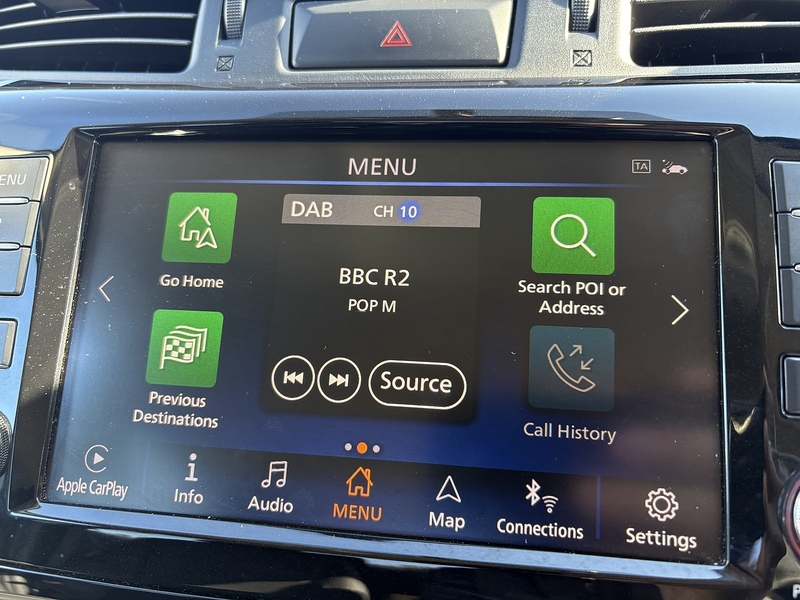 MENU
TA
DAB CH 10
Go Home
BBC R2
POP M
Search POI or
Address
Previous
Destinations
Source
Call History
Apple CarPlay
Info
Audio
MENU
Map
Connections
Settings